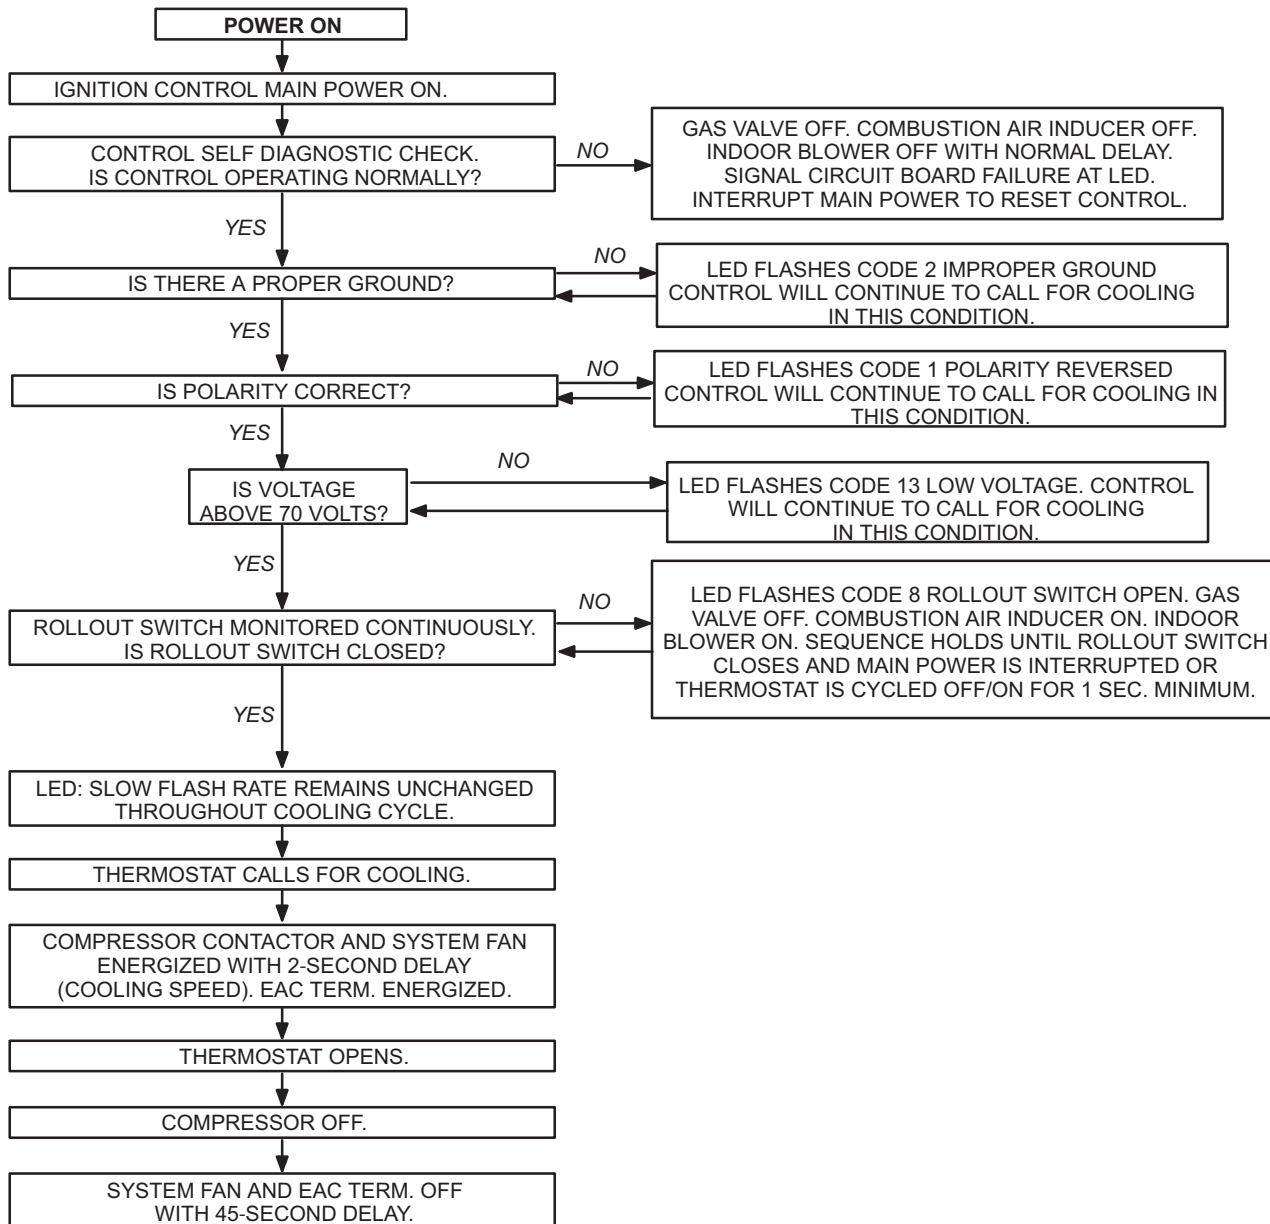 POWER ON
IGNITION CONTROL MAIN POWER ON.
CONTROL SELF DIAGNOSTIC CHECK.
IS CONTROL OPERATING NORMALLY?
NO
GAS VALVE OFF. COMBUSTION AIR INDUCER OFF.
INDOOR BLOWER OFF WITH NORMAL DELAY.
SIGNAL CIRCUIT BOARD FAILURE AT LED.
INTERRUPT MAIN POWER TO RESET CONTROL.
YES
IS THERE A PROPER GROUND?
NO
LED FLASHES CODE 2 IMPROPER GROUND
CONTROL WILL CONTINUE TO CALL FOR COOLING
IN THIS CONDITION.
YES
IS POLARITY CORRECT?
NO
LED FLASHES CODE 1 POLARITY REVERSED
CONTROL WILL CONTINUE TO CALL FOR COOLING IN
THIS CONDITION.
YES
IS VOLTAGE
ABOVE 70 VOLTS?
NO
LED FLASHES CODE 13 LOW VOLTAGE. CONTROL
WILL CONTINUE TO CALL FOR COOLING
IN THIS CONDITION.
YES
ROLLOUT SWITCH MONITORED CONTINUOUSLY.
IS ROLLOUT SWITCH CLOSED?
NO
LED FLASHES CODE 8 ROLLOUT SWITCH OPEN. GAS
VALVE OFF. COMBUSTION AIR INDUCER ON. INDOOR
BLOWER ON. SEQUENCE HOLDS UNTIL ROLLOUT SWITCH
CLOSES AND MAIN POWER IS INTERRUPTED OR
THERMOSTAT IS CYCLED OFF/ON FOR 1 SEC. MINIMUM.
YES
LED: SLOW FLASH RATE REMAINS UNCHANGED
THROUGHOUT COOLING CYCLE.
THERMOSTAT CALLS FOR COOLING.
COMPRESSOR CONTACTOR AND SYSTEM FAN
ENERGIZED WITH 2-SECOND DELAY
(COOLING SPEED). EAC TERM. ENERGIZED.
THERMOSTAT OPENS.
COMPRESSOR OFF.
SYSTEM FAN AND EAC TERM. OFF
WITH 45-SECOND DELAY.